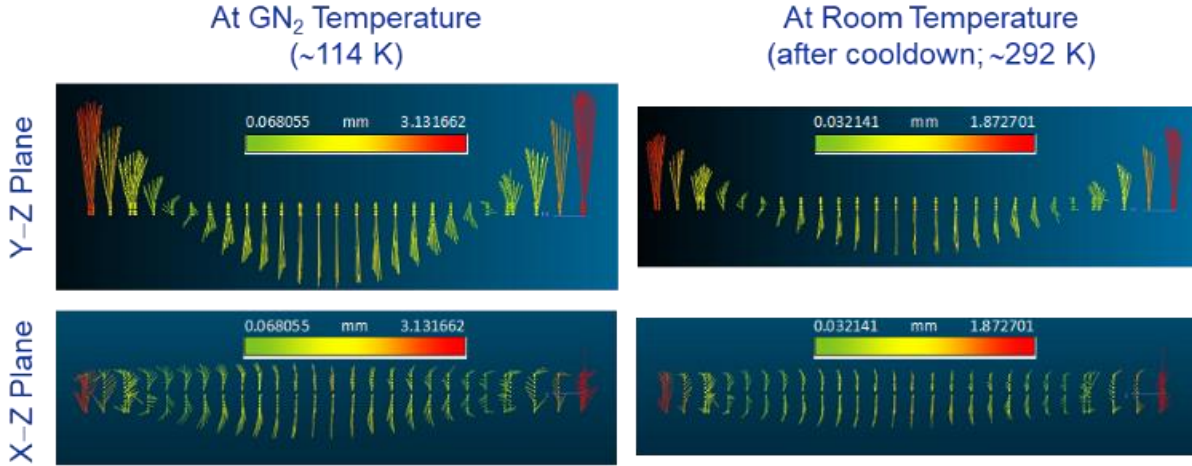 At GN₂ Temperature
(~114 K)
At Room Temperature
(after cooldown; ~292 K)
Y–Z Plane
0.068055 mm 3.131662
0.032141 mm 1.872701
X–Z Plane
0.068055 mm 3.131662
0.032141 mm 1.872701